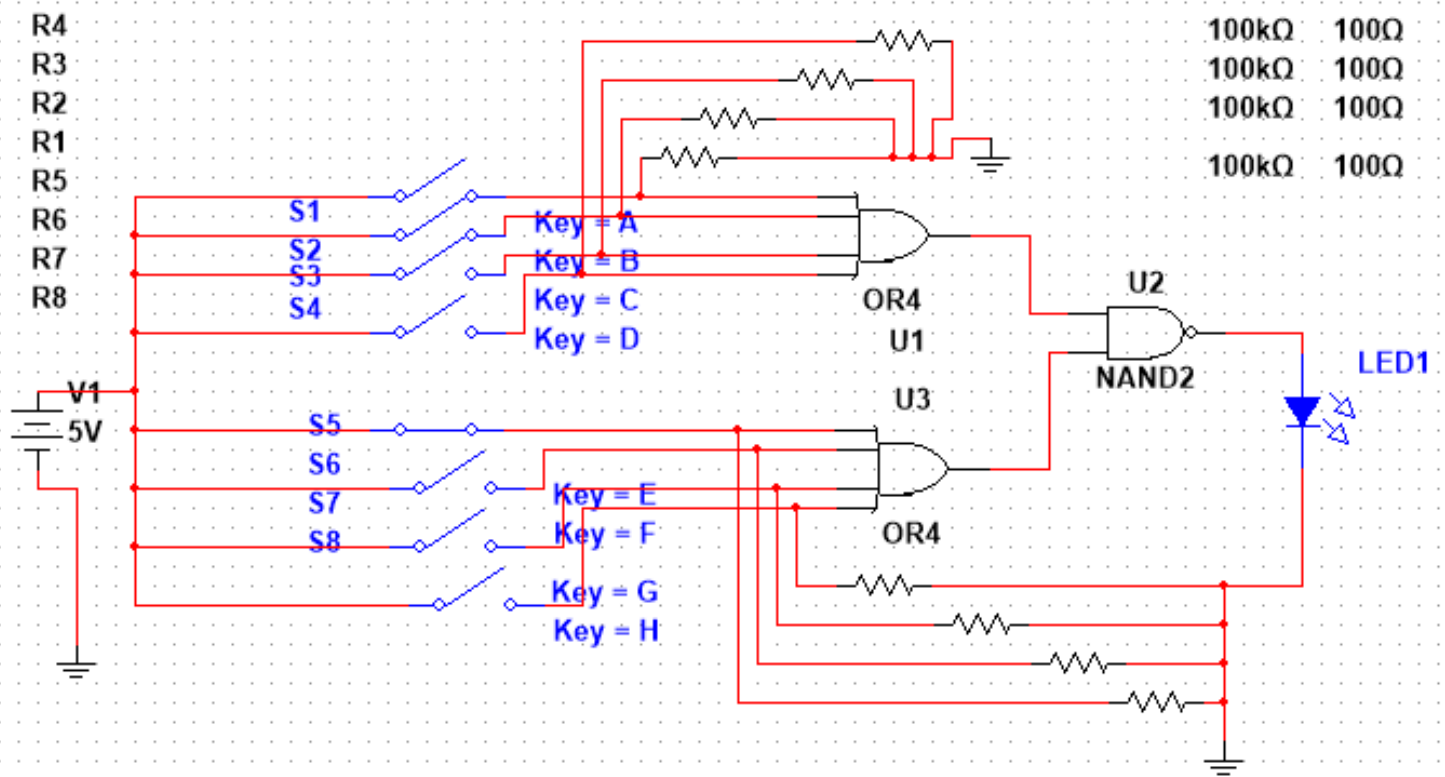 R4
R3
R2
R1
R5
R6
R7
R8
100kΩ 100Ω
100kΩ 100Ω
100kΩ 100Ω
100kΩ 100Ω
S1
S2
S3
S4
Key = A
Key = B
Key = C
Key = D
OR4
U1
U2
NAND2
LED1
V1
5V
U3
S5
S6
S7
S8
Key = E
Key = F
Key = G
Key = H
OR4